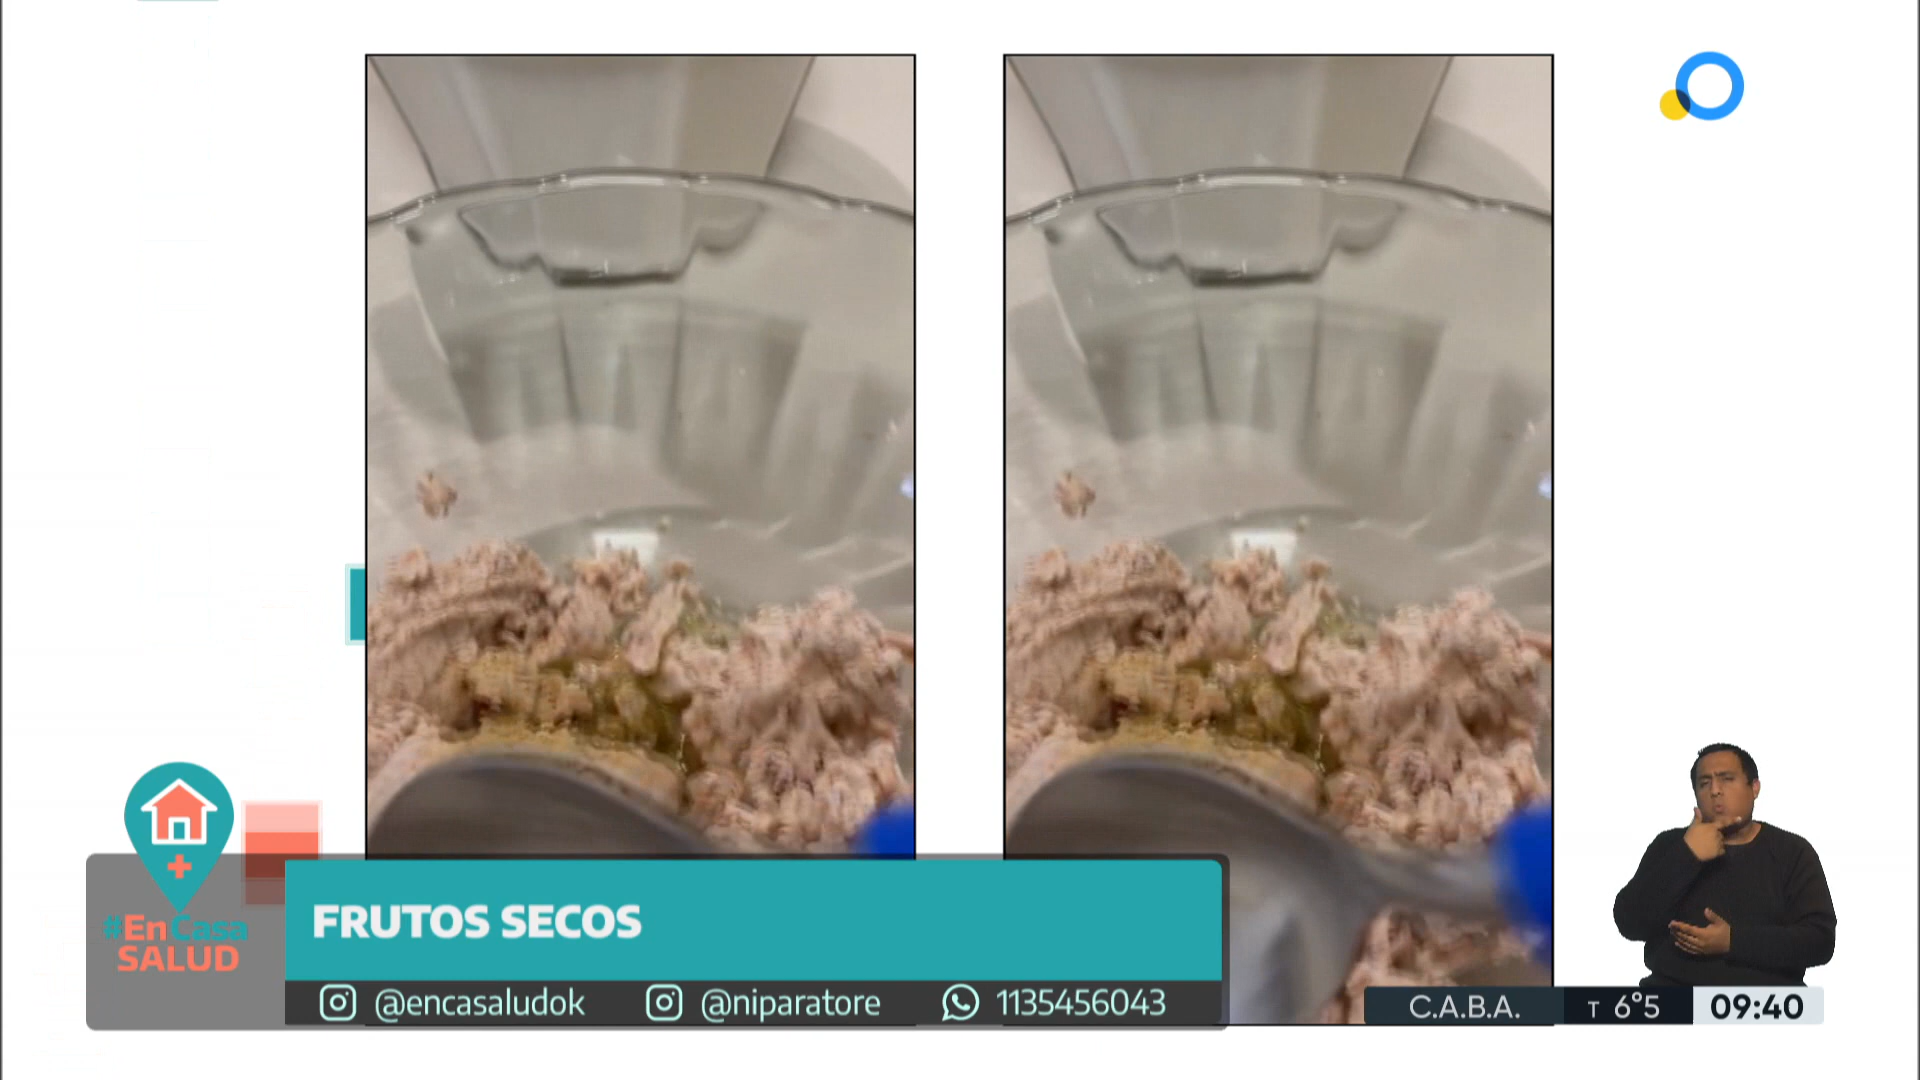 #EnCasa
SALUD
FRUTOS SECOS
@encasaludok @niparatore 1135456043
C.A.B.A. T 6°5 09:40